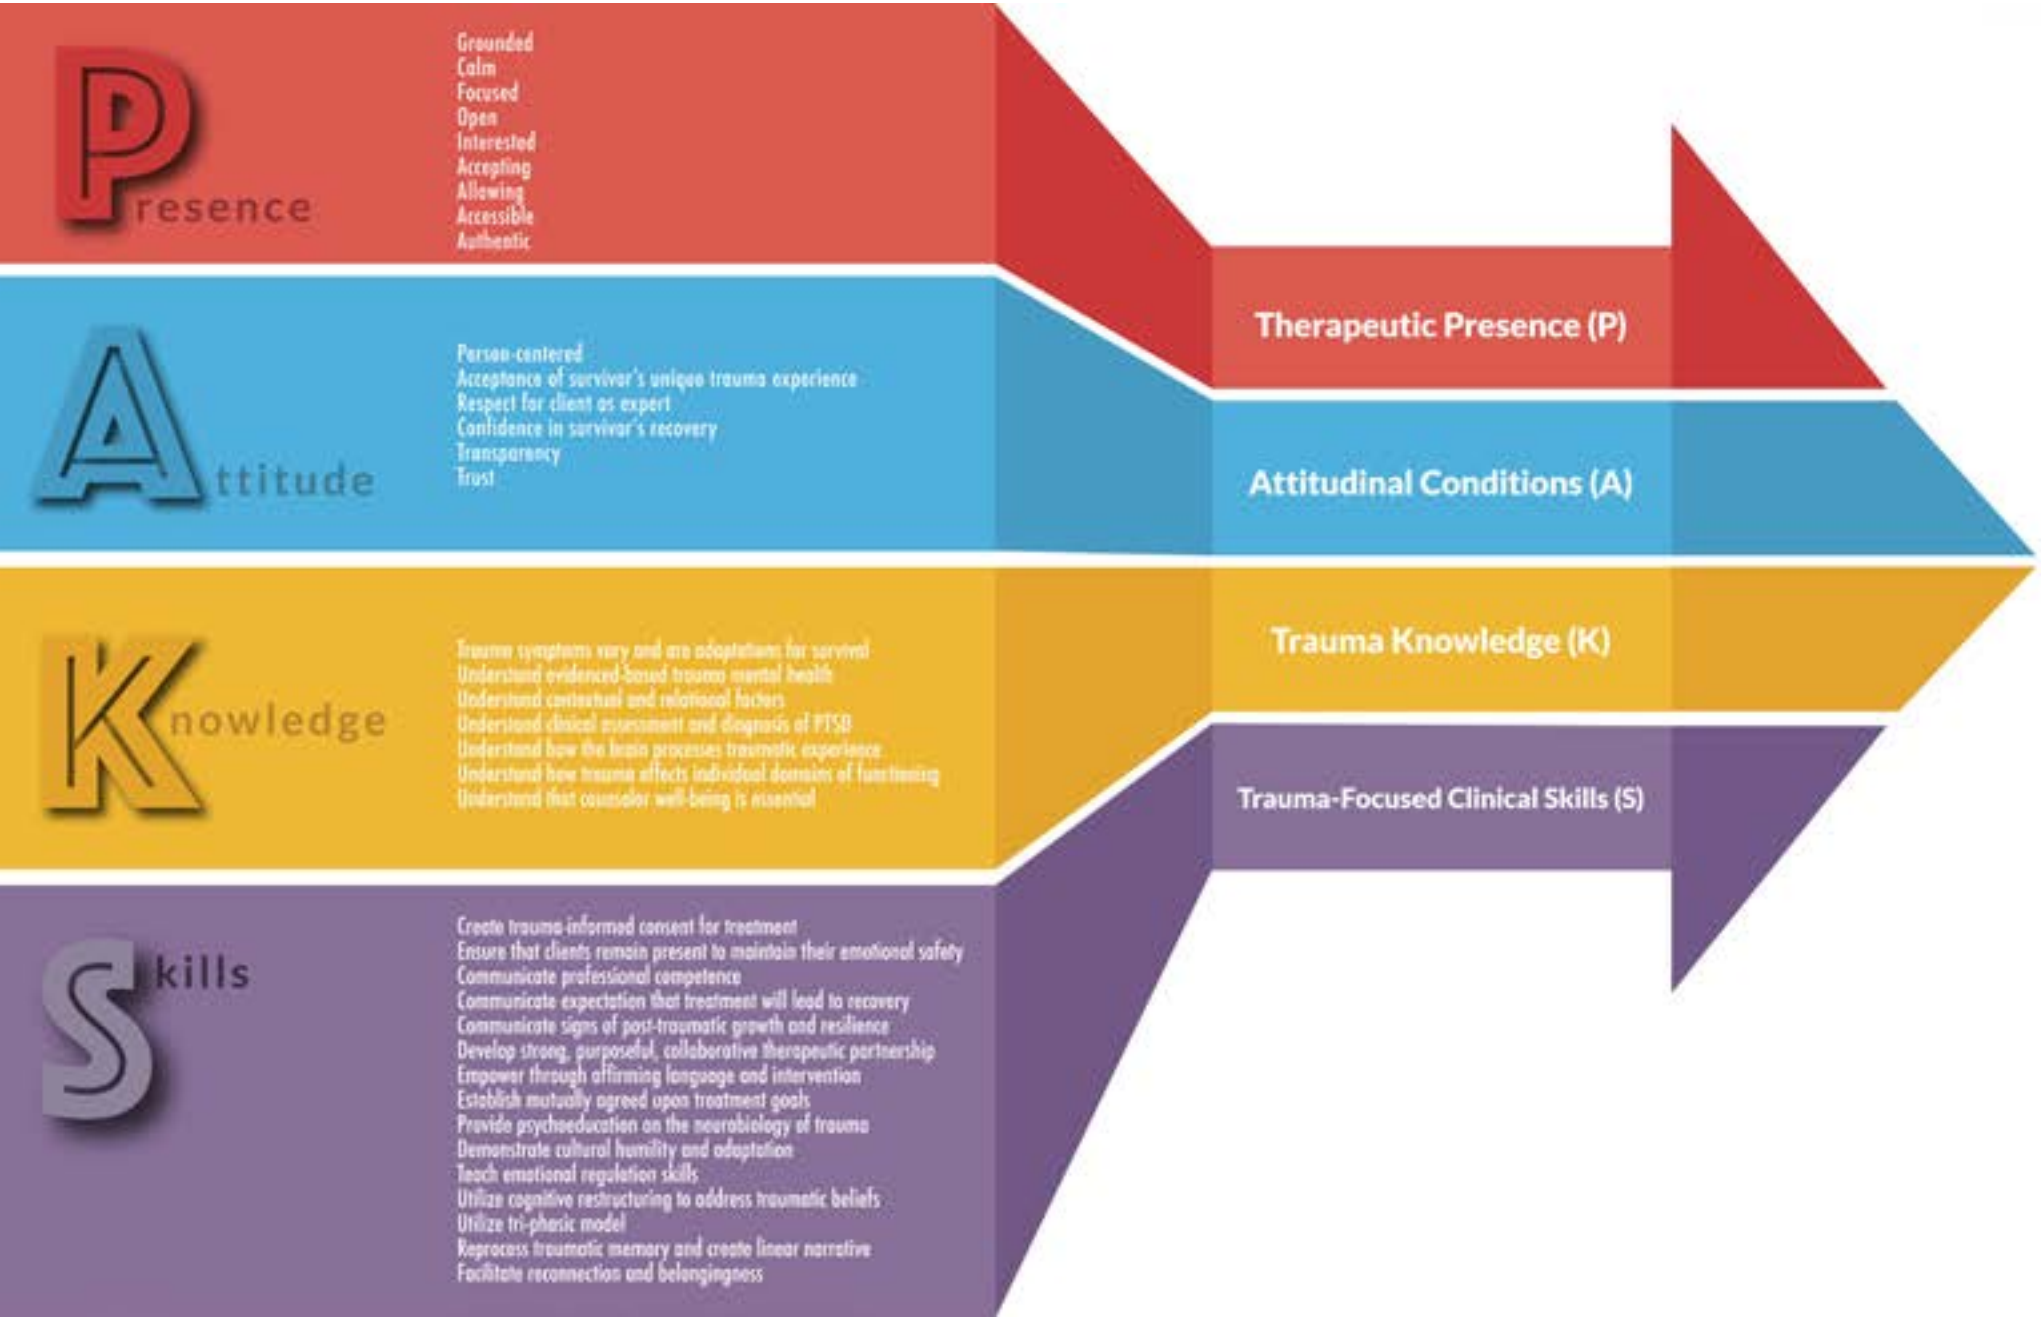 Presence
Grounded
Calm
Focused
Open
Interested
Accepting
Allowing
Accessible
Authentic
Therapeutic Presence (P)
Attitude
Person-centered
Acceptance of survivor's unique trauma experience
Respect for client as expert
Confidence in survivor's recovery
Transparency
Trust
Attitudinal Conditions (A)
Knowledge
Trauma symptoms vary and are adaptations for survival
Understand evidenced-based trauma mental health
Understand contextual and relational factors
Understand clinical assessment and diagnosis of PTSD
Understand how the brain processes traumatic experience
Understand how trauma affects individual domains of functioning
Understand that counselor well-being is essential
Trauma Knowledge (K)
Skills
Create trauma-informed consent for treatment
Ensure that clients remain present to maintain their emotional safety
Communicate professional competence
Communicate expectation that treatment will lead to recovery
Communicate signs of post-traumatic growth and resilience
Develop strong, purposeful, collaborative therapeutic partnership
Empower through affirming language and intervention
Establish mutually agreed upon treatment goals
Provide psychoeducation on the neurobiology of trauma
Demonstrate cultural humility and adaptation
Teach emotional regulation skills
Utilize cognitive restructuring to address traumatic beliefs
Utilize tri-phasic model
Reprocess traumatic memory and create linear narrative
Facilitate reconnection and belongingness
Trauma-Focused Clinical Skills (S)